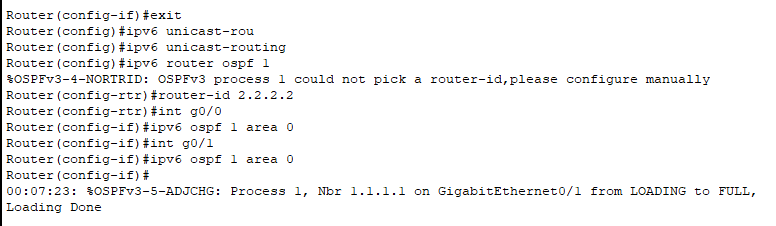 Router(config-if)#exit
Router(config)#ipv6 unicast-rou
Router(config)#ipv6 unicast-routing
Router(config)#ipv6 router ospf 1
%OSPFv3-4-NORTRID: OSPFv3 process 1 could not pick a router-id,please configure manually
Router(config-rtr)#router-id 2.2.2.2
Router(config-rtr)#int g0/0
Router(config-if)#ipv6 ospf 1 area 0
Router(config-if)#int g0/1
Router(config-if)#ipv6 ospf 1 area 0
Router(config-if)#
00:07:23: %OSPFv3-5-ADJCHG: Process 1, Nbr 1.1.1.1 on GigabitEthernet0/1 from LOADING to FULL,
Loading Done